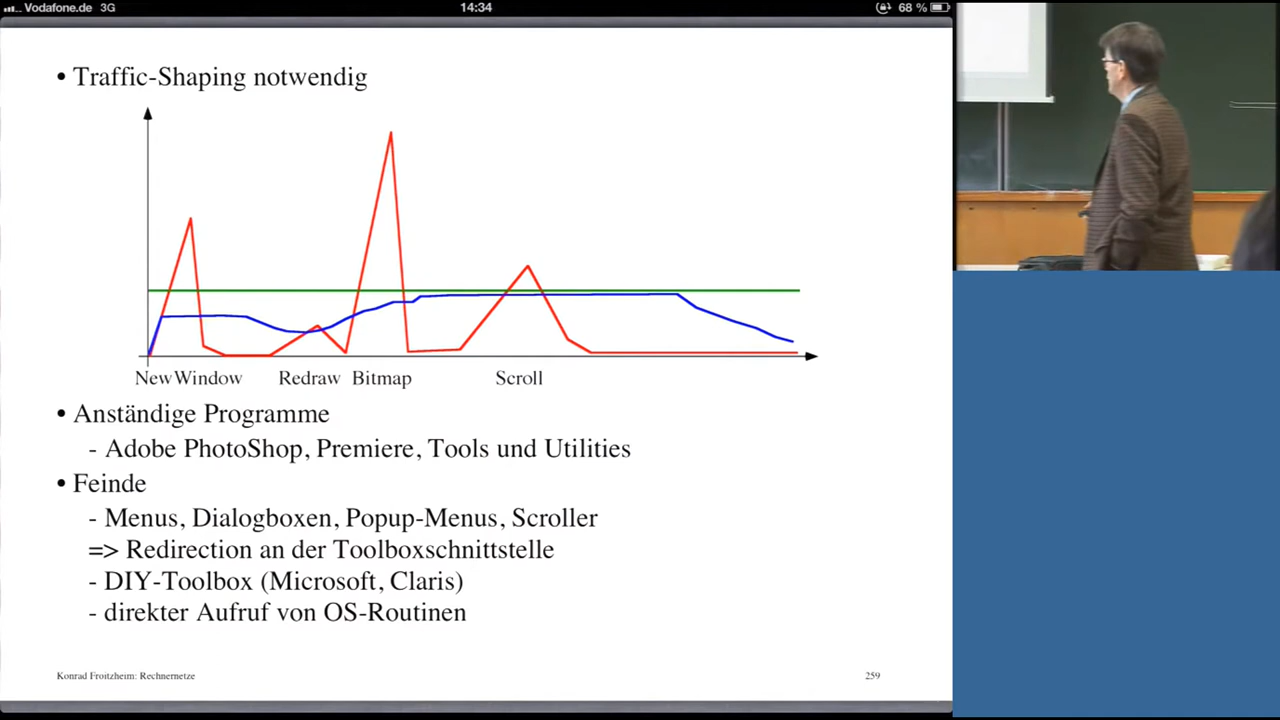 Vodafone.de 3G 14:34 68 %
• Traffic-Shaping notwendig
New Window Redraw Bitmap Scroll
• Anständige Programme
- Adobe PhotoShop, Premiere, Tools und Utilities
• Feinde
- Menus, Dialogboxen, Popup-Menus, Scroller
=> Redirection an der Toolboxschnittstelle
- DIY-Toolbox (Microsoft, Claris)
- direkter Aufruf von OS-Routinen
Konrad Froitzheim: Rechnernetze 259